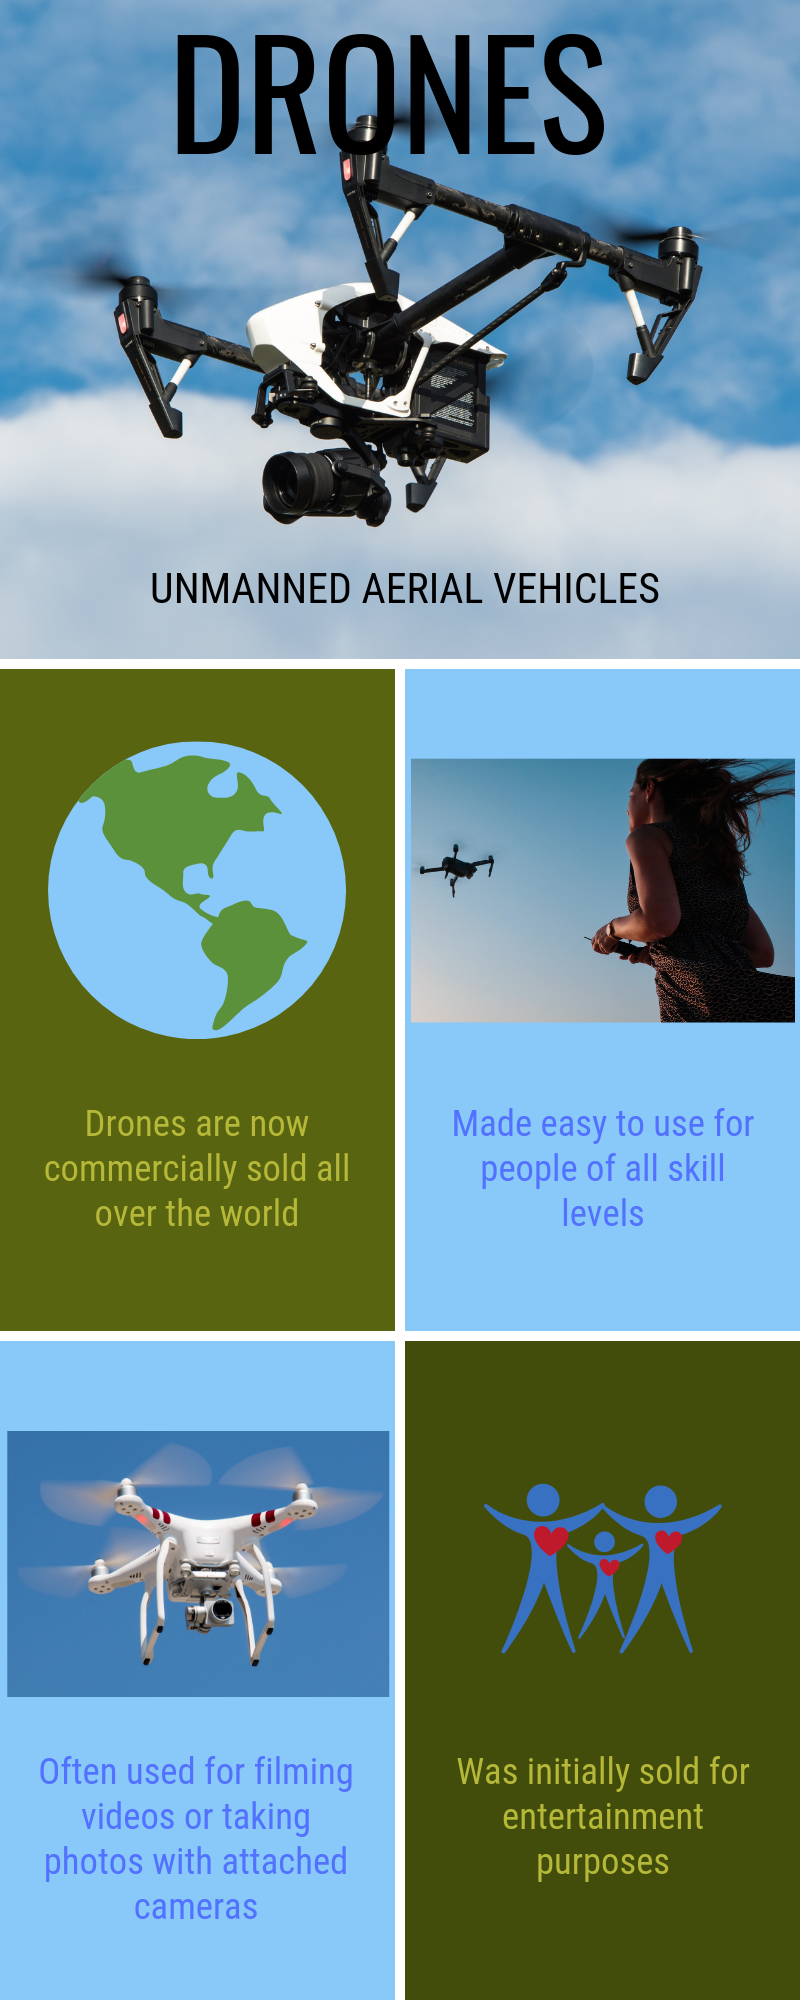 DRONES
UNMANNED AERIAL VEHICLES
Drones are now
commercially sold all
over the world
Made easy to use for
people of all skill
levels
Often used for filming
videos or taking
photos with attached
cameras
Was initially sold for
entertainment
purposes